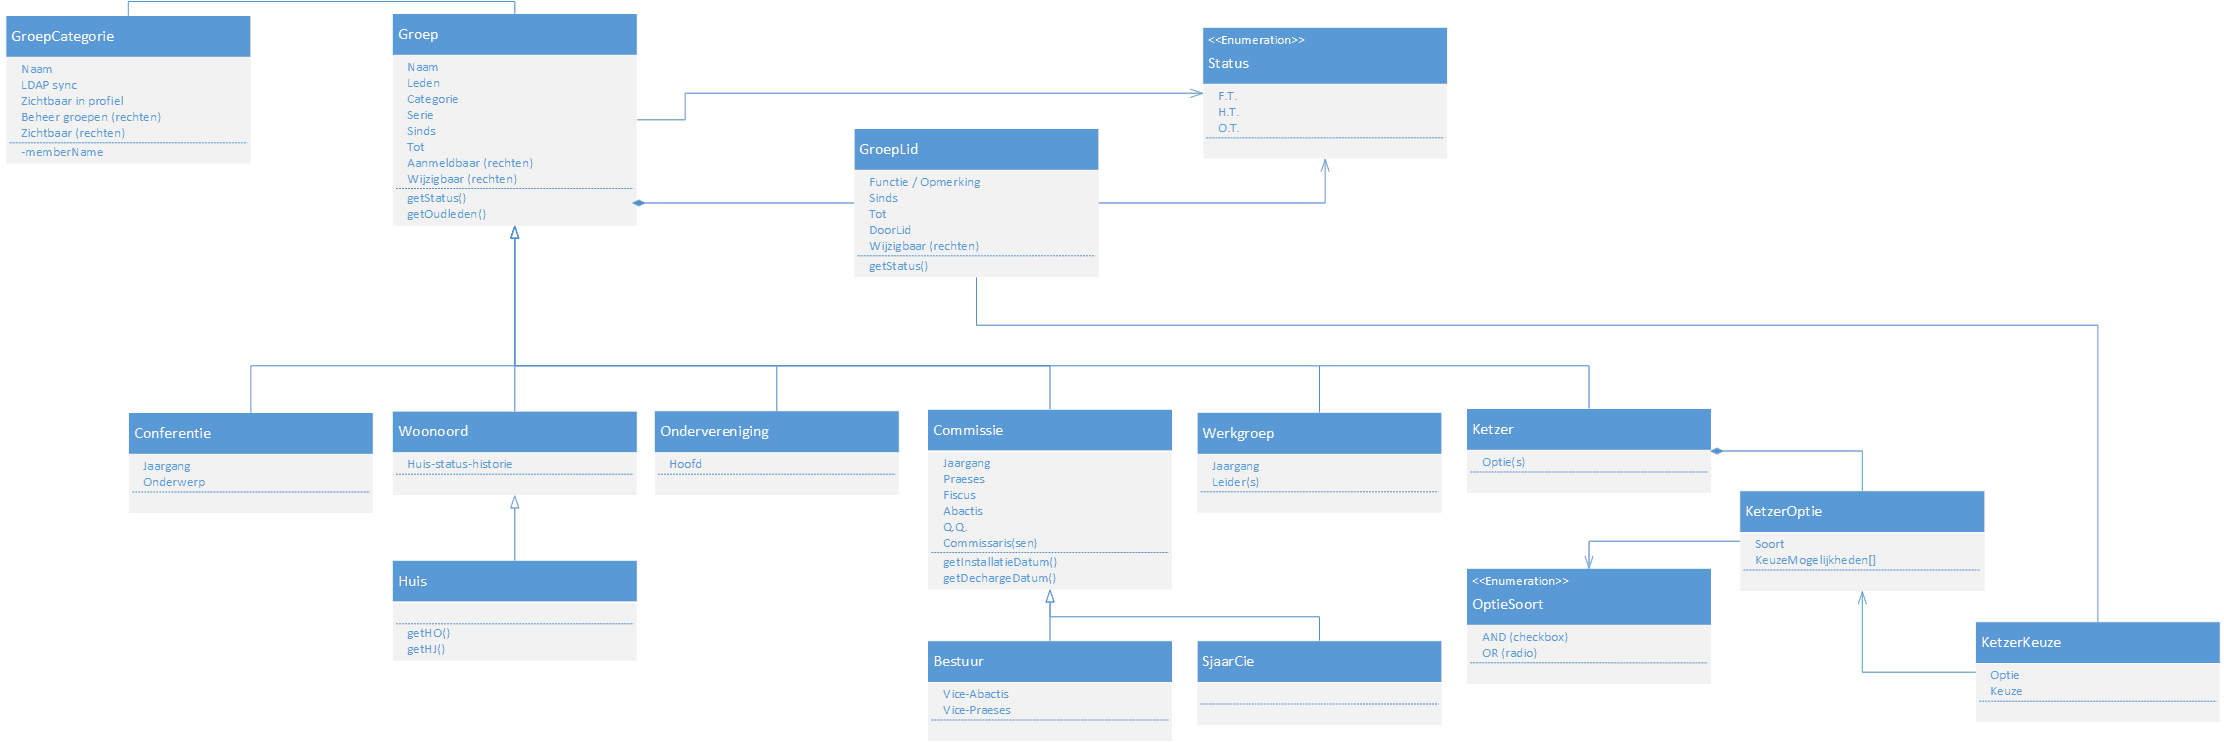 GroepCategorie
Naam
LDAP sync
Zichtbaar in profiel
Beheer groepen (rechten)
Zichtbaar (rechten)
-memberName
Groep
Naam
Leden
Categorie
Serie
Sinds
Tot
Aanmeldbaar (rechten)
Wijzigbaar (rechten)
getStatus()
getOudleden()
<<Enumeration>>
Status
F.T.
H.T.
O.T.
GroepLid
Functie / Opmerking
Sinds
Tot
DoorLid
Wijzigbaar (rechten)
getStatus()
Conferentie
Jaargang
Onderwerp
Woonoord
Huis-status-historie
Ondervereniging
Hoofd
Commissie
Jaargang
Praeses
Fiscus
Abactis
Q.Q.
Commissaris(sen)
getInstallatieDatum()
getDechargeDatum()
Werkgroep
Jaargang
Leider(s)
Ketzer
Optie(s)
KetzerOptie
Soort
KeuzeMogelijkheden[]
Huis
getHO()
getHJ()
<<Enumeration>>
OptieSoort
AND (checkbox)
OR (radio)
Bestuur
Vice-Abactis
Vice-Praeses
SjaarCie
KetzerKeuze
Optie
Keuze